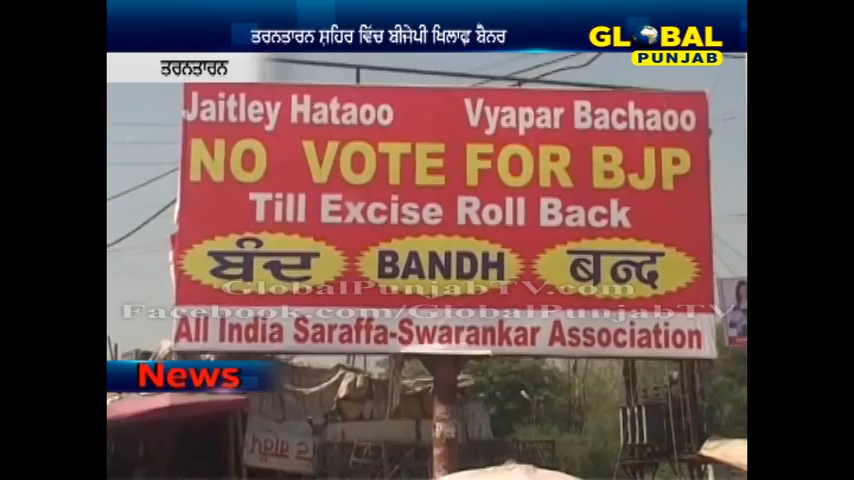 ਤਰਨਤਾਰਨ ਸ਼ਹਿਰ ਵਿੱਚ ਬੀਜੇਪੀ ਖਿਲਾਫ਼ ਬੈਨਰ
GLOBAL
PUNJAB
ਤਰਨਤਾਰਨ
Jaitley Hataoo Vyapar Bachaoo
NO VOTE FOR BJP
Till Excise Roll Back
ਬੰਦ BANDH ਬਨ੍ਦ
GlobalPunjabTV.com
Facebook.com/GlobalPunjabTV
All India Saraffa-Swarankar Association
News